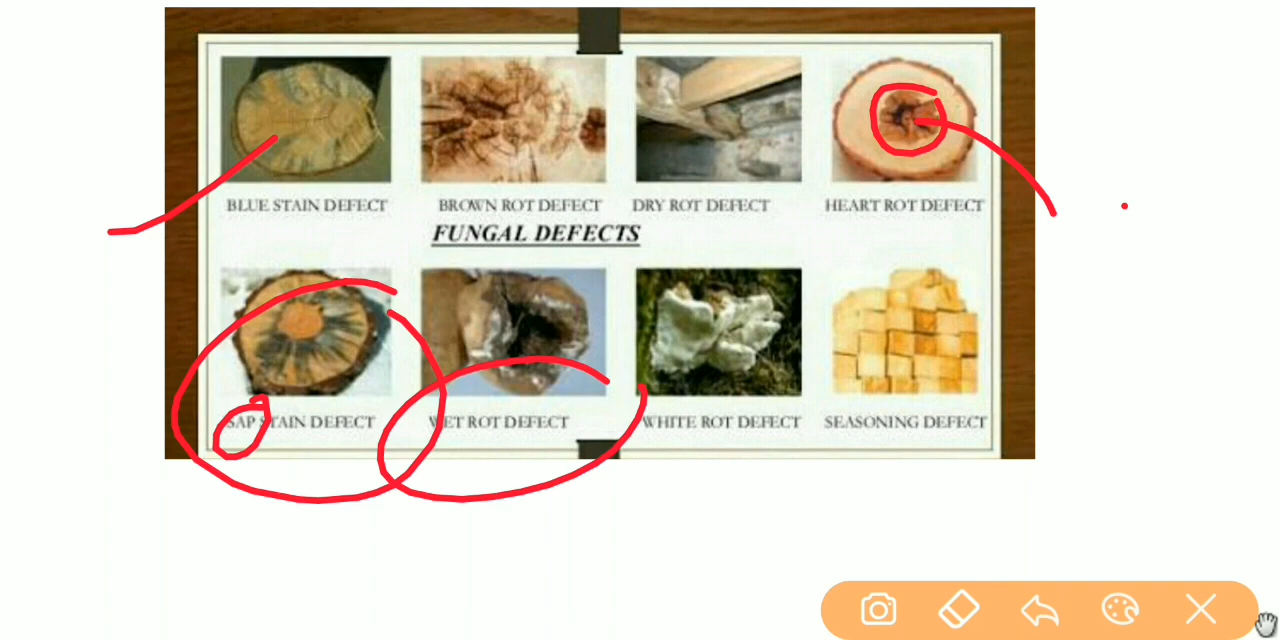 BLUE STAIN DEFECT BROWN ROT DEFECT DRY ROT DEFECT HEART ROT DEFECT
FUNGAL DEFECTS
SAP STAIN DEFECT WET ROT DEFECT WHITE ROT DEFECT SEASONING DEFECT